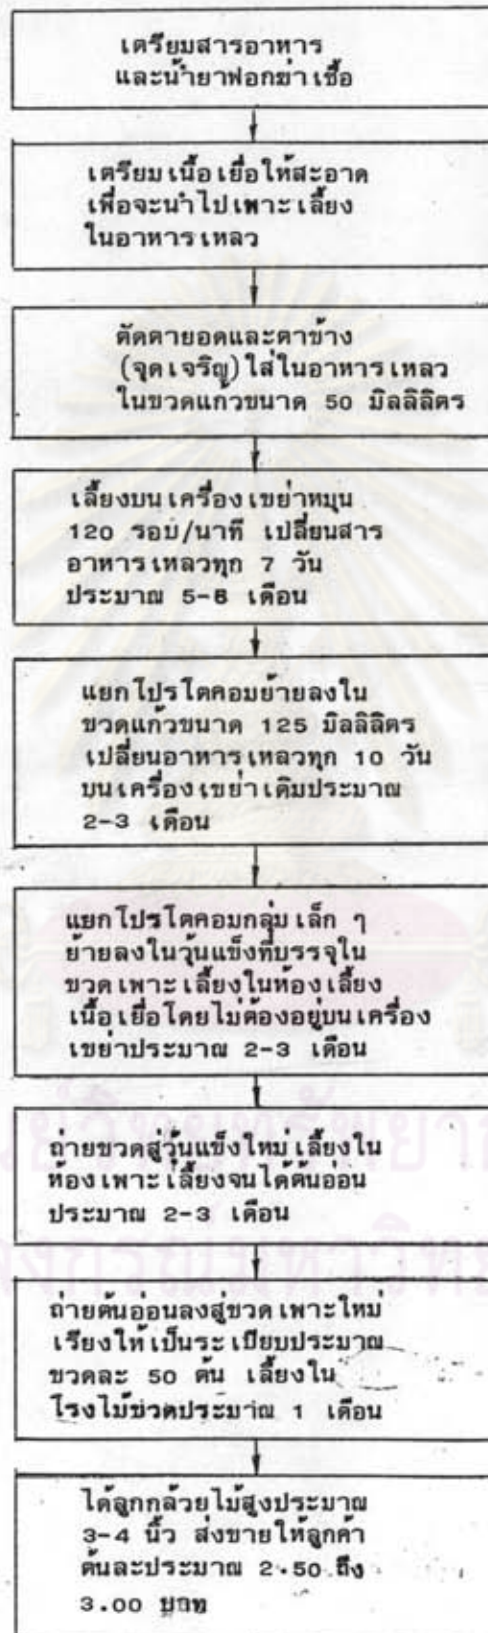 เตรียมสารอาหาร
และน้ำยาฟอกฆ่าเชื้อ
เตรียมเนื้อเยื่อให้สะอาด
เพื่อจะนำไปเพาะเลี้ยง
ในอาหารเหลว
ตัดตายอดและตาข้าง
(จุดเจริญ) ใส่ในอาหารเหลว
ในขวดแก้วขนาด 50 มิลลิลิตร
เลี้ยงบนเครื่องเขย่าหมุน
120 รอบ/นาที เปลี่ยนสาร
อาหารเหลวทุก 7 วัน
ประมาณ 5-6 เดือน
แยกโปรโตคอมย้ายลงใน
ขวดแก้วขนาด 125 มิลลิลิตร
เปลี่ยนอาหารเหลวทุก 10 วัน
บนเครื่องเขย่าเดิมประมาณ
2-3 เดือน
แยกโปรโตคอมกลุ่มเล็ก ๆ
ย้ายลงในวุ้นแข็งที่บรรจุใน
ขวดเพาะเลี้ยงในห้องเลี้ยง
เนื้อเยื่อโดยไม่ต้องอยู่บนเครื่อง
เขย่าประมาณ 2-3 เดือน
ถ่ายขวดสู่วุ้นแข็งใหม่เลี้ยงใน
ห้องเพาะเลี้ยงจนได้ต้นอ่อน
ประมาณ 2-3 เดือน
ถ่ายต้นอ่อนลงสู่ขวดเพาะใหม่
เรียงให้เป็นระเบียบประมาณ
ขวดละ 50 ต้น เลี้ยงใน
โรงไม้ขวดประมาณ 1 เดือน
ได้ลูกกล้วยไม้สูงประมาณ
3-4 นิ้ว ส่งขายให้ลูกค้า
ต้นละประมาณ 2.50 ถึง
3.00 บาท